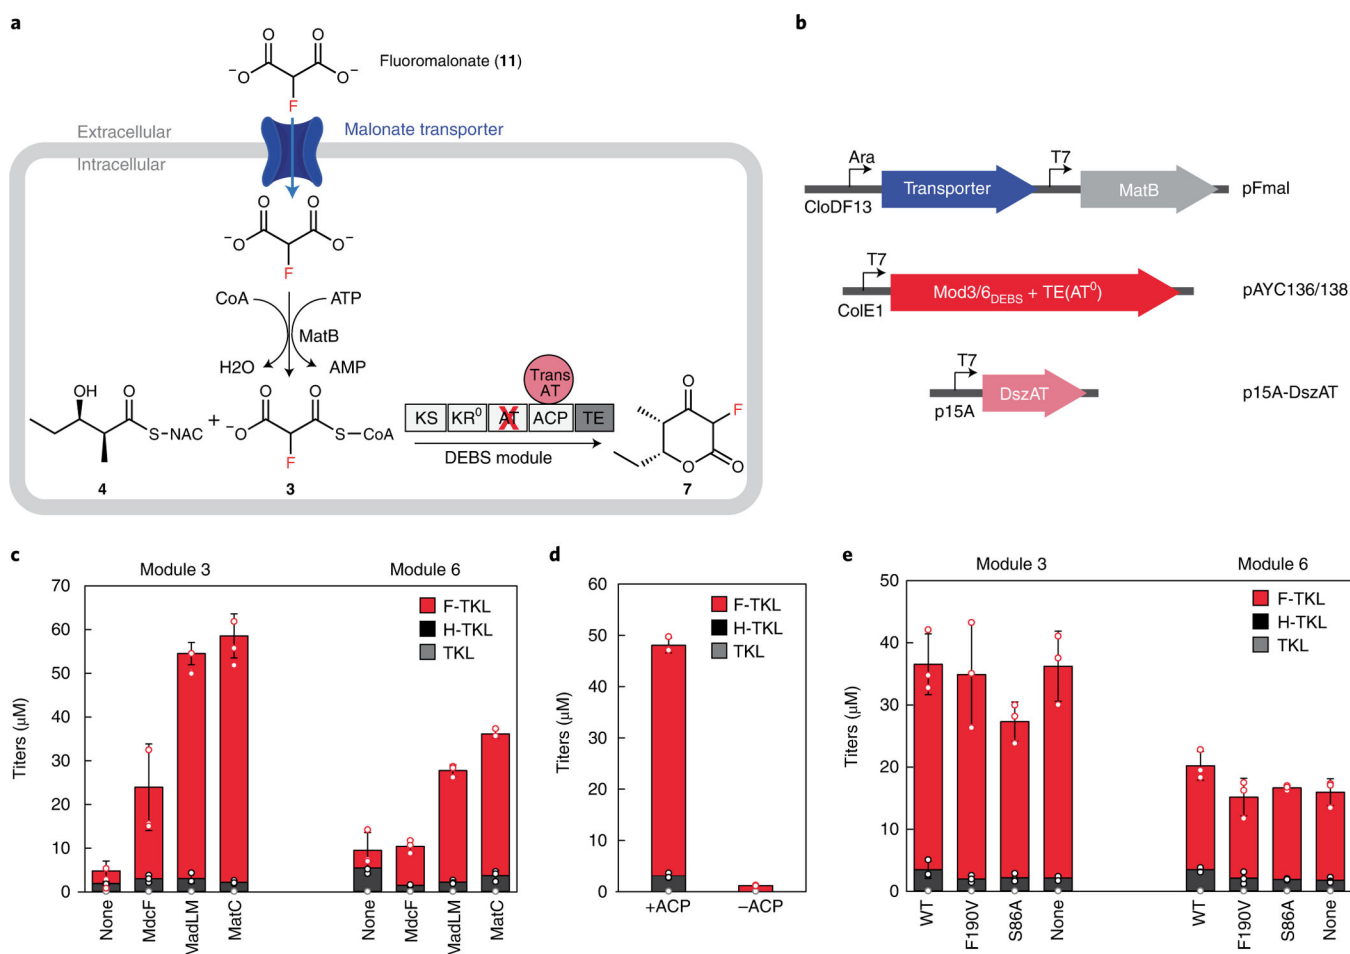 a
Fluoromalonate (11)
O O
−O O−
F
Extracellular
Malonate transporter
Intracellular
O O
−O O−
F
CoA ATP
MatB
H2O AMP
Trans
AT
OH O O O O F
KS KR⁰ AT ACP TE
S–NAC + −O S–CoA
F
DEBS module
O O
4 3 7
b
Ara T7
Transporter MatB pFmal
CloDF13
T7
Mod3/6DEBS + TE(AT⁰) pAYC136/138
ColE1
T7
DszAT p15A-DszAT
p15A
c
Module 3 Module 6
Titers (μM)
70
60
50
40
30
20
10
0
F-TKL
H-TKL
TKL
None MdcF MadLM MatC None MdcF MadLM MatC
d
Titers (μM)
60
50
40
30
20
10
0
F-TKL
H-TKL
TKL
+ACP −ACP
e
Module 3 Module 6
Titers (μM)
50
40
30
20
10
0
F-TKL
H-TKL
TKL
WT F190V S86A None WT F190V S86A None